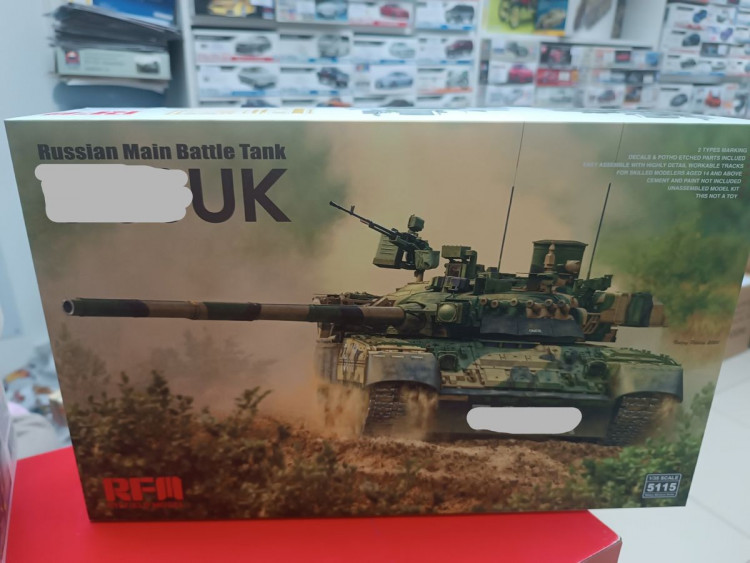 Russian Main Battle Tank
UK
2 TYPES MARKING
DECALS & POTHO ETCHED PARTS INCLUDED
ASSEMBLE WITH HIGHLY DETAIL WORKABLE TRACKS
FOR SKILLED MODELERS AGED 14 AND ABOVE
CEMENT AND PAINT NOT INCLUDED
UNASSEMBLED MODEL KIT
THIS NOT A TOY
RFM
1/35 SCALE
5115